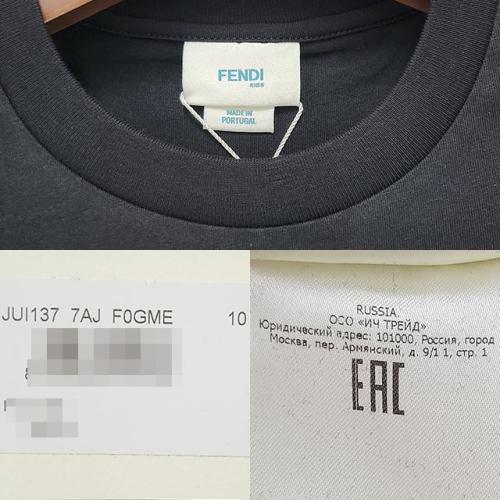 FENDI
KIDS
MADE IN
PORTUGAL
JUI137 7AJ F0GME 10
RUSSIA.
ООО «ИЧ ТРЕЙД»
Юридический адрес: 101000, Россия, город
Москва, пер. Армянский, д. 9/1 1, стр. 1
EAC